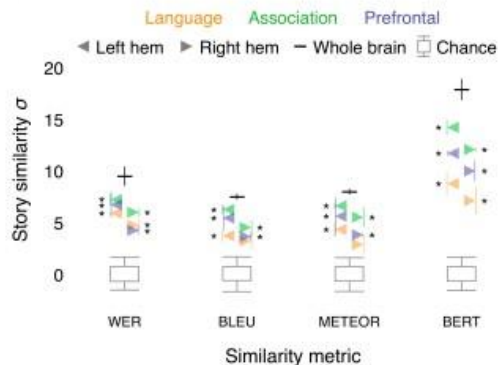 Language Association Prefrontal
Left hem Right hem Whole brain Chance
Story similarity σ
20
15
10
5
0
WER BLEU METEOR BERT
Similarity metric